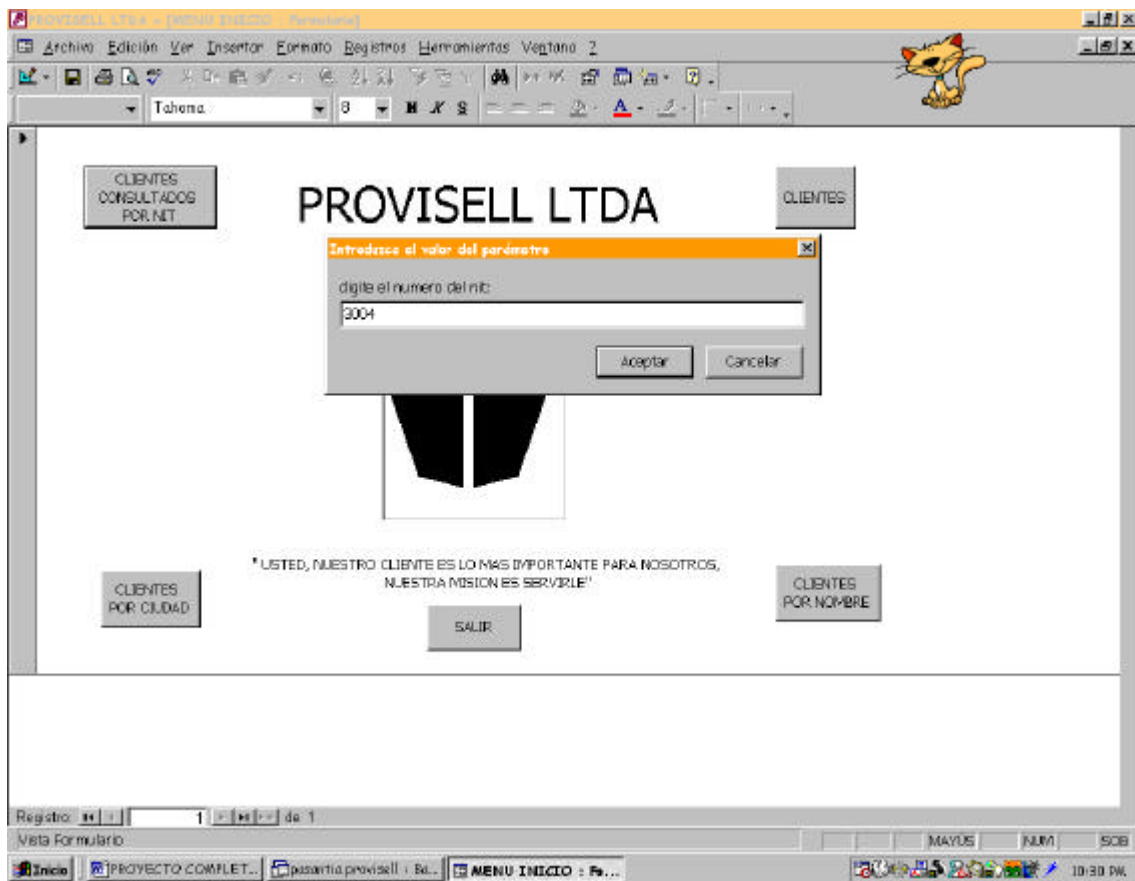 PROVISELL LTDA - [MENU INICIO : Formulario]
Archivo Edición Ver Insertar Formato Registros Herramientas Ventana ?
Tahoma 8 N K S
CLIENTES
CONSULTADOS
POR NIT
PROVISELL LTDA
CLIENTES
Introduzca el valor del parámetro
digite el numero del nit:
3004
Aceptar Cancelar
" USTED, NUESTRO CLIENTE ES LO MAS IMPORTANTE PARA NOSOTROS,
NUESTRA MISION ES SERVIRLE"
CLIENTES
POR CIUDAD
CLIENTES
POR NOMBRE
SALIR
Registro: 1 de 1
Vista Formulario MAYÚS NUM SOB
Inicio PROYECTO COMPLET... pasantia provisell : Ba... MENU INICIO : Fo... 10:30 PM